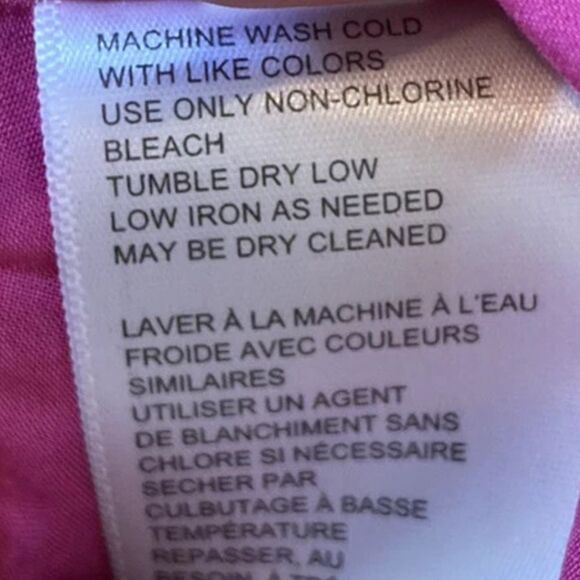 MACHINE WASH COLD
WITH LIKE COLORS
USE ONLY NON-CHLORINE
BLEACH
TUMBLE DRY LOW
LOW IRON AS NEEDED
MAY BE DRY CLEANED
LAVER À LA MACHINE À L'EAU
FROIDE AVEC COULEURS
SIMILAIRES
UTILISER UN AGENT
DE BLANCHIMENT SANS
CHLORE SI NÉCESSAIRE
SECHER PAR
CULBUTAGE À BASSE
TEMPÉRATURE
REPASSER, AU
BESOIN, À